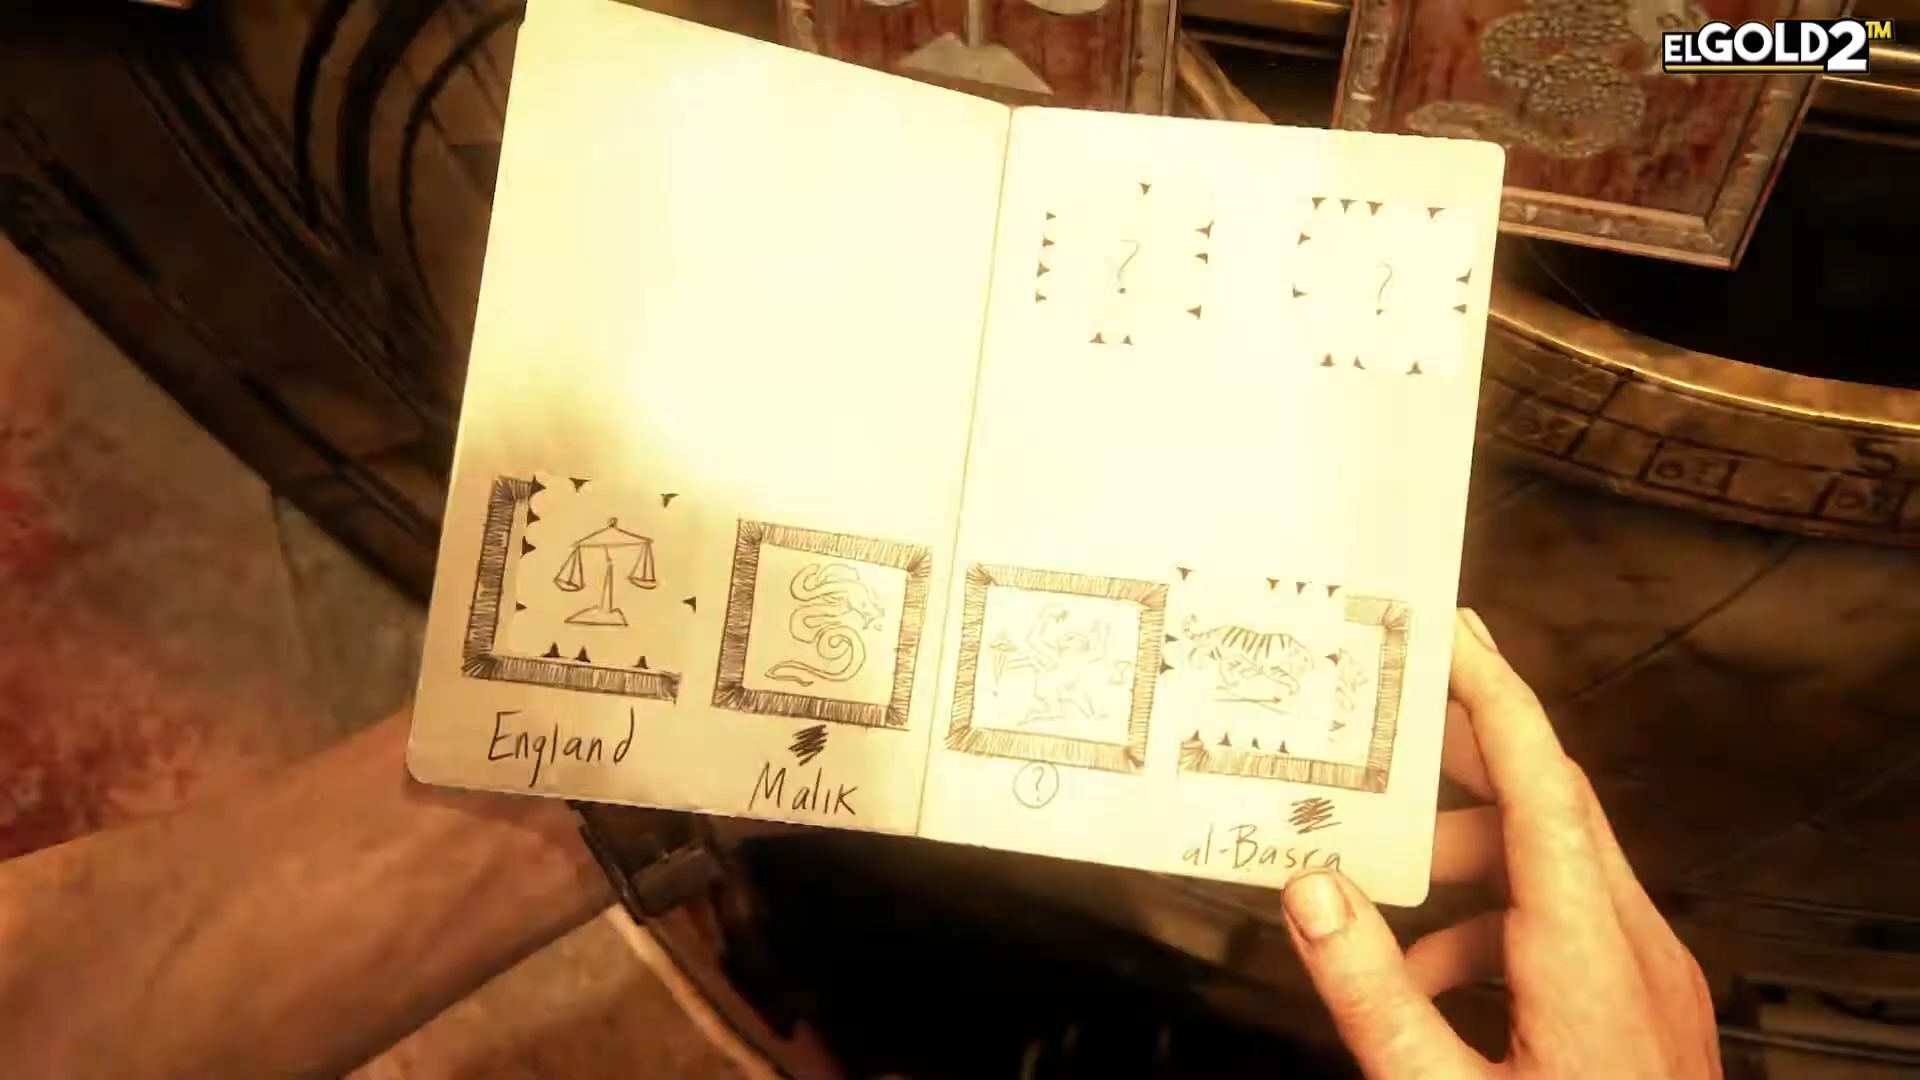 ELGOLD2™
?
?
England
Malik
?
al-Basra
S